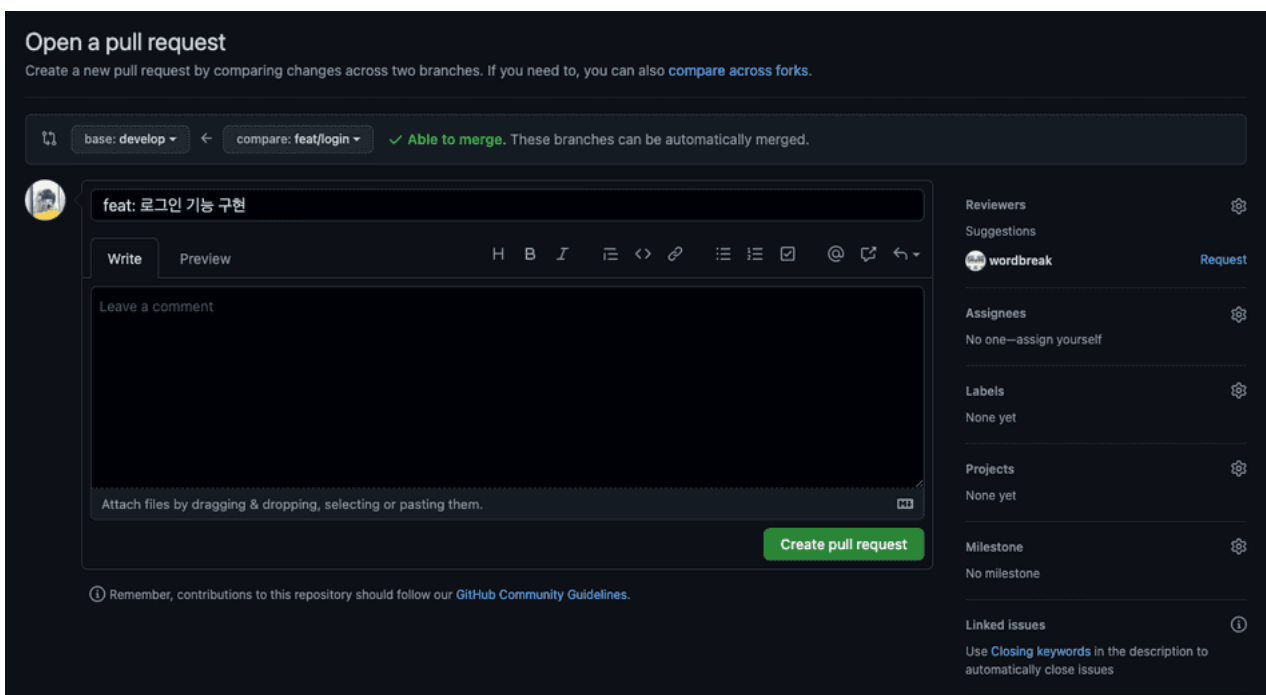 Open a pull request
Create a new pull request by comparing changes across two branches. If you need to, you can also compare across forks.
base: develop
compare: feat/login
Able to merge. These branches can be automatically merged.
feat: 로그인 기능 구현
Write
Preview
Leave a comment
Attach files by dragging & dropping, selecting or pasting them.
Create pull request
Remember, contributions to this repository should follow our GitHub Community Guidelines.
Reviewers
Suggestions
wordbreak
Request
Assignees
No one—assign yourself
Labels
None yet
Projects
None yet
Milestone
No milestone
Linked issues
Use Closing keywords in the description to
automatically close issues